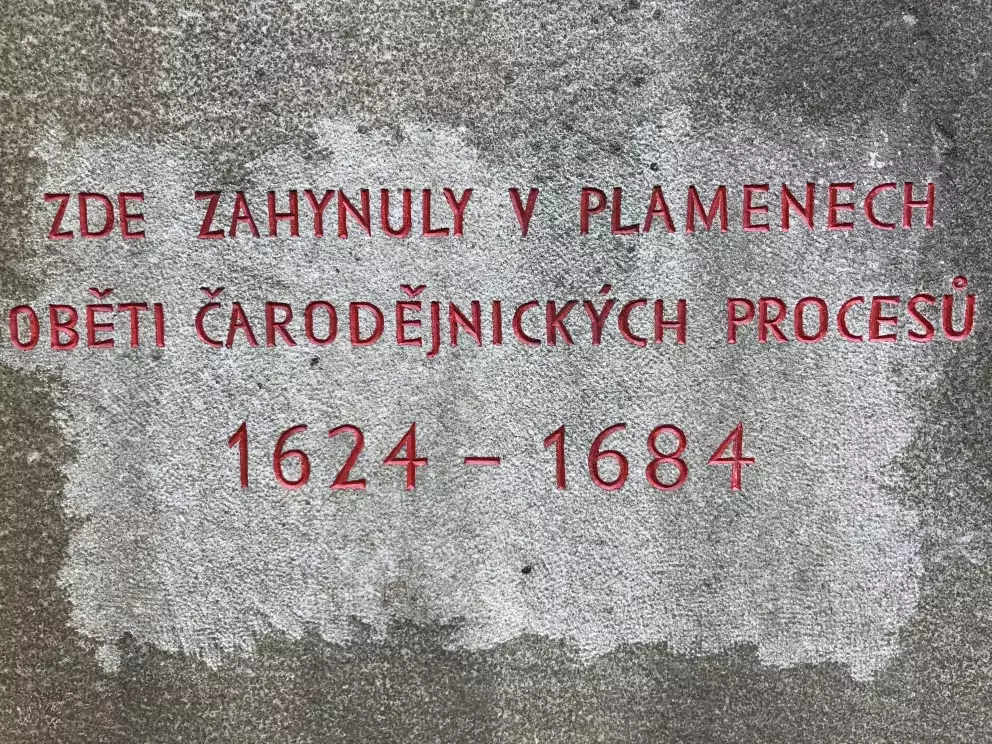 ZDE ZAHYNULY V PLAMENECH
OBĚTI ČARODĚJNICKÝCH PROCESŮ
1624 – 1684